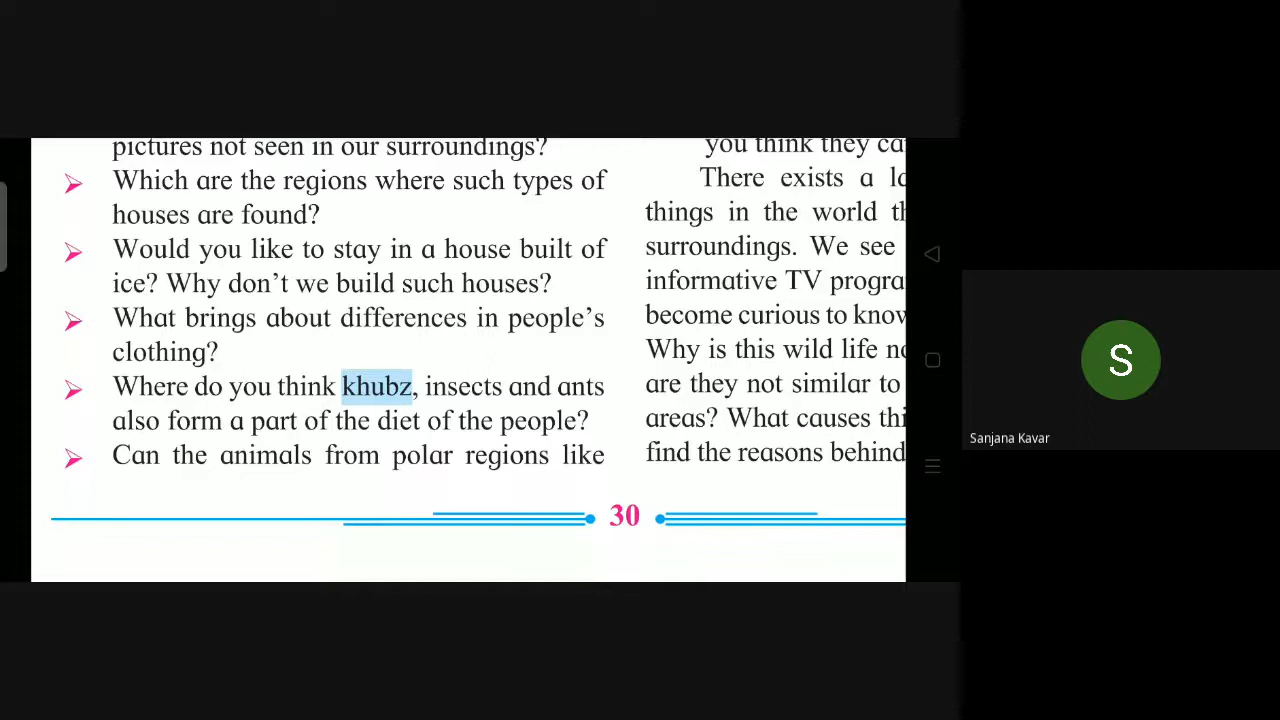 pictures not seen in our surroundings?
➢ Which are the regions where such types of
houses are found?
➢ Would you like to stay in a house built of
ice? Why don't we build such houses?
➢ What brings about differences in people's
clothing?
➢ Where do you think khubz, insects and ants
also form a part of the diet of the people?
➢ Can the animals from polar regions like
you think they
There exists a
things in the world
surroundings. We see
informative TV
become curious to know
Why is this wild life
are they not similar to
areas? What causes
find the reasons behind
30
S
Sanjana Kavar